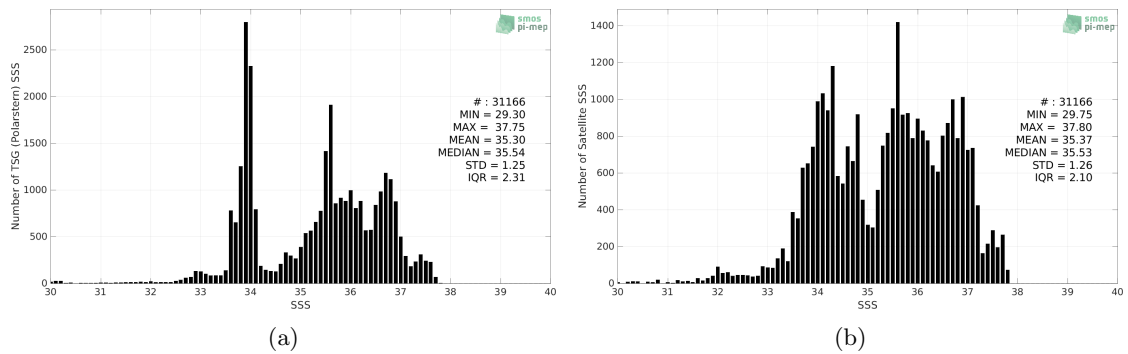 smos
pi-mep
2500
2000
1500
1000
500
0
Number of TSG (Polarstern) SSS
# : 31166
MIN = 29.30
MAX = 37.75
MEAN = 35.30
MEDIAN = 35.54
STD = 1.25
IQR = 2.31
30 31 32 33 34 35 36 37 38 39 40
SSS
(a)
smos
pi-mep
1400
1200
1000
800
600
400
200
0
Number of Satellite SSS
# : 31166
MIN = 29.75
MAX = 37.80
MEAN = 35.37
MEDIAN = 35.53
STD = 1.26
IQR = 2.10
30 31 32 33 34 35 36 37 38 39 40
SSS
(b)